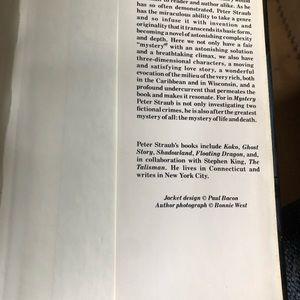 to reader and author alike. As he
has so often demonstrated, Peter Straub
has the miraculous ability to take a genre
and so infuse it with invention and
originality that it transcends its basic form,
becoming a novel of astonishing complexity
and depth. Here we not only have a fair
"mystery" with an astonishing solution
and a breathtaking climax, we also have
three-dimensional characters, a moving
and satisfying love story, a wonderful
evocation of the milieu of the very rich, both
in the Caribbean and in Wisconsin, and a
profound undercurrent that permeates the
book and makes it resonate. For in Mystery
Peter Straub is not only investigating two
fictional crimes, he is also after the greatest
mystery of all: the mystery of life and death.
Peter Straub's books include Koko, Ghost
Story, Shadowland, Floating Dragon, and,
in collaboration with Stephen King, The
Talisman. He lives in Connecticut and
writes in New York City.
Jacket design © Paul Bacon
Author photograph © Ronnie West